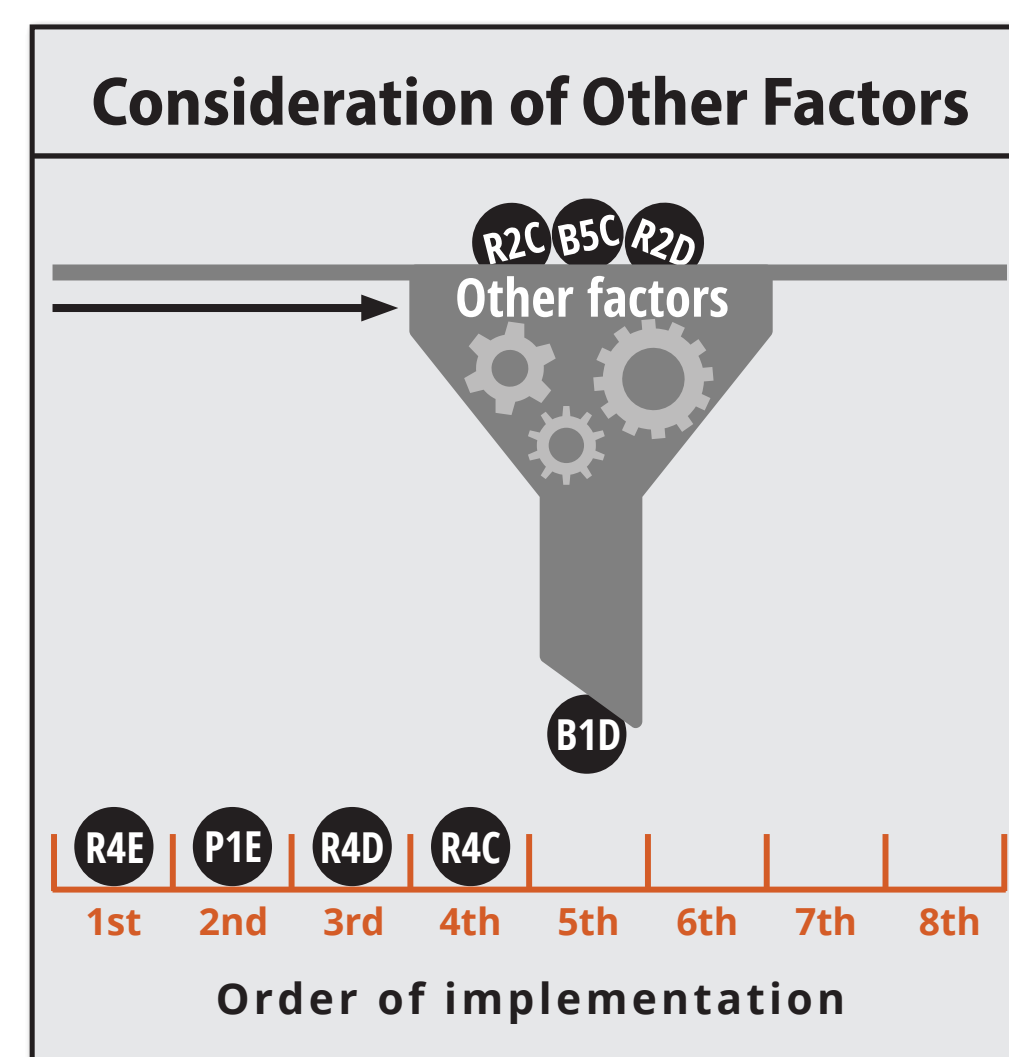 Consideration of Other Factors
R2C B5C R2D
Other factors
B1D
R4E P1E R4D R4C
1st 2nd 3rd 4th 5th 6th 7th 8th
Order of implementation